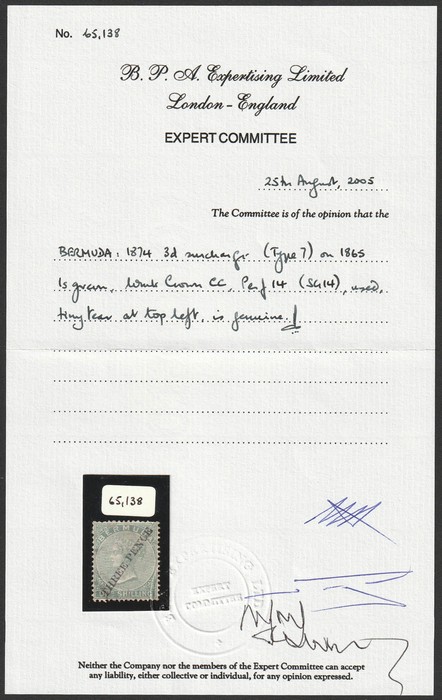 No. 65,138
B. P. A. Expertising Limited
London - England
EXPERT COMMITTEE
25th August, 2005
The Committee is of the opinion that the
BERMUDA: 1874 3d surcharge (Type 7) on 1865
1s green, wmk Crown CC, Perf 14 (SG14), used,
tiny tear at top left, is genuine.
65,138
BERMUDA
THREE PENCE
ONE SHILLING
EXPERTISING LTD
EXPERT
COMMITTEE
Neither the Company nor the members of the Expert Committee can accept
any liability, either collective or individual, for any opinion expressed.